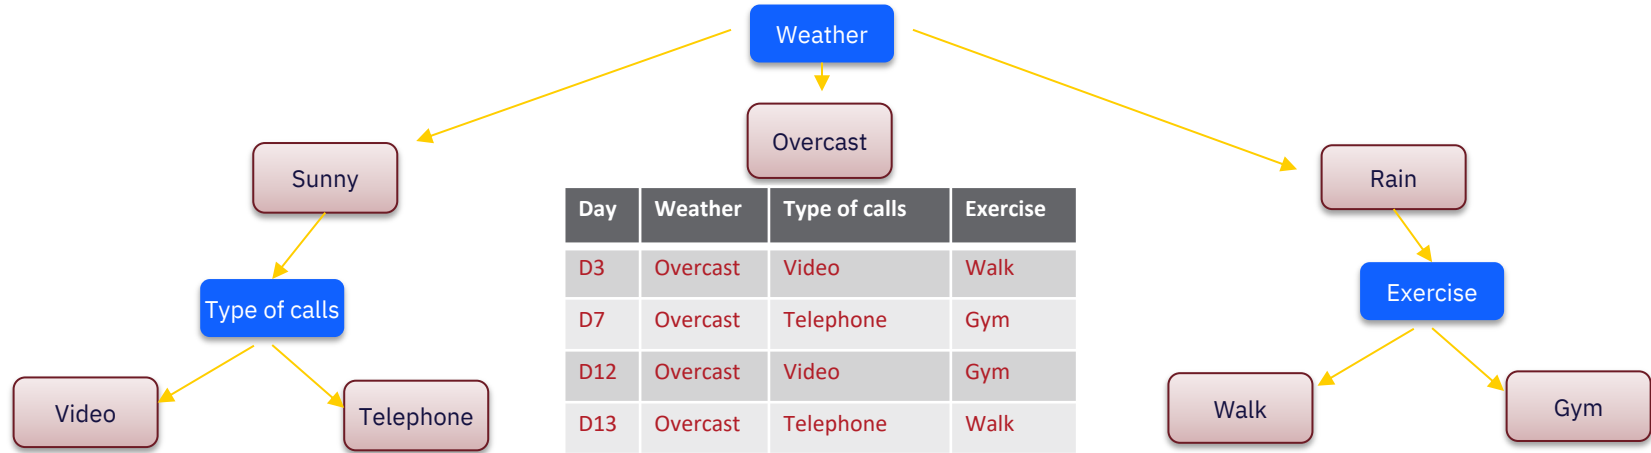 Weather
Overcast
Sunny
Rain
Day Weather Type of calls Exercise
D3 Overcast Video Walk
D7 Overcast Telephone Gym
D12 Overcast Video Gym
D13 Overcast Telephone Walk
Type of calls
Exercise
Video
Telephone
Walk
Gym